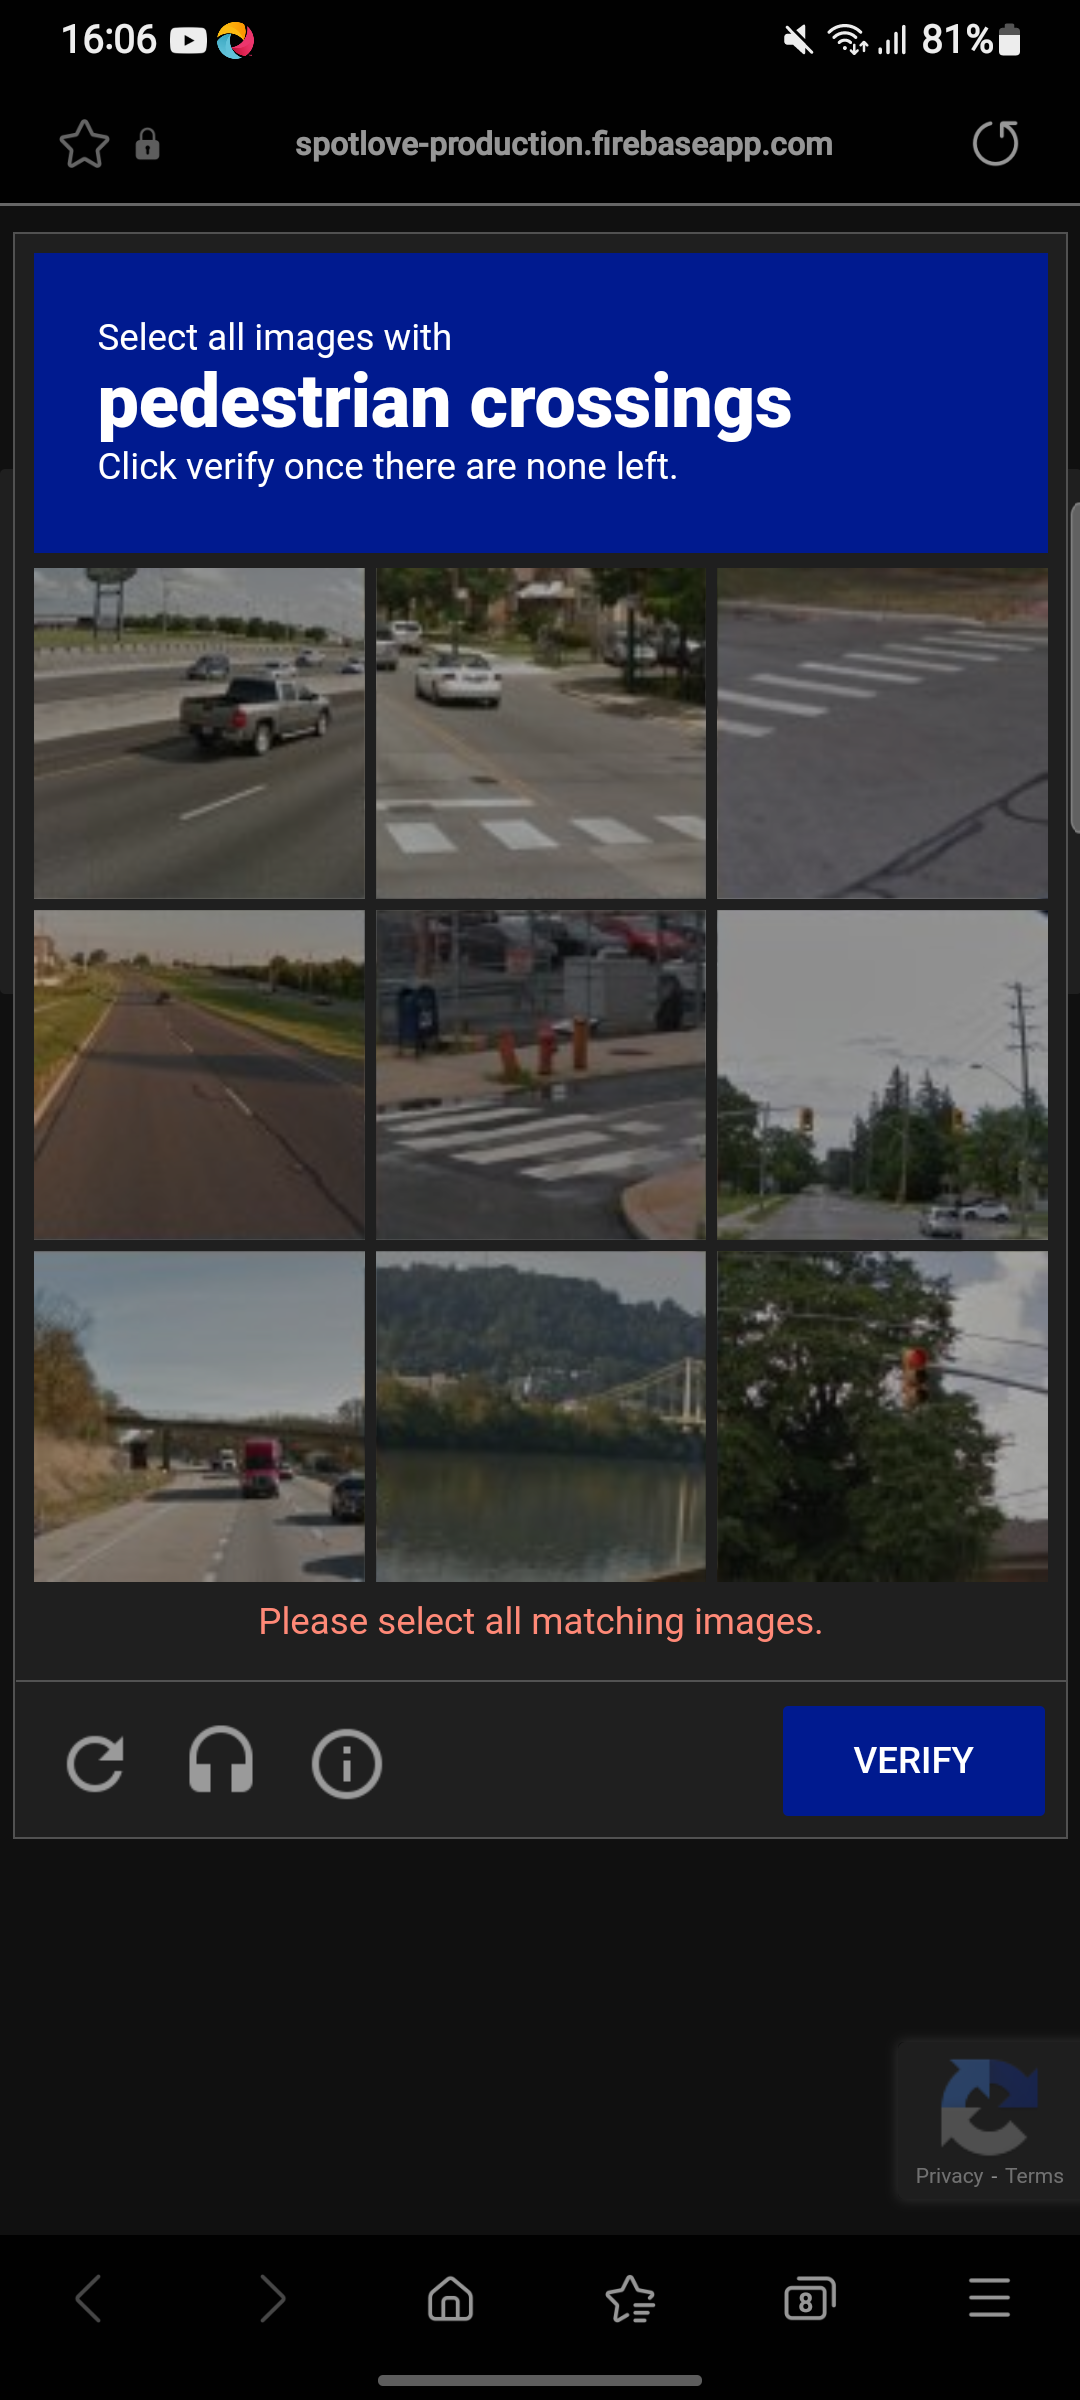 16:06
81%
spotlove-production.firebaseapp.com
Select all images with
pedestrian crossings
Click verify once there are none left.
Please select all matching images.
VERIFY
Privacy - Terms
8